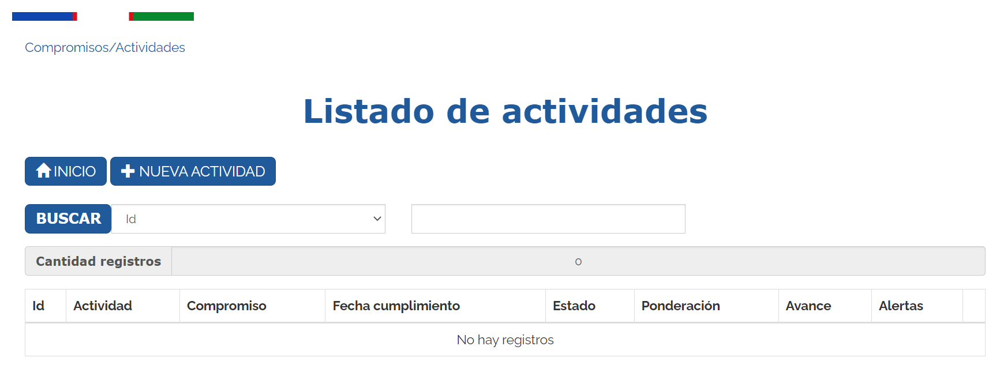 Compromisos/Actividades
Listado de actividades
INICIO NUEVA ACTIVIDAD
BUSCAR Id
Cantidad registros 0
Id Actividad Compromiso Fecha cumplimiento Estado Ponderación Avance Alertas
No hay registros